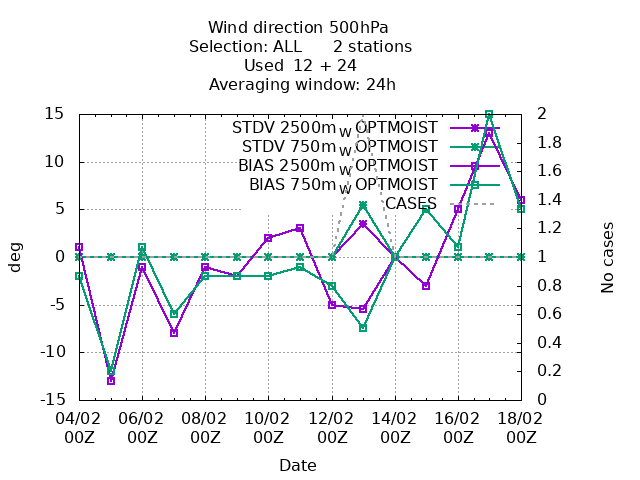 Wind direction 500hPa
Selection: ALL 2 stations
Used 12 + 24
Averaging window: 24h
STDV 2500m W OPTMOIST
STDV 750m W OPTMOIST
BIAS 2500m W OPTMOIST
BIAS 750m W OPTMOIST
CASES
15
10
5
0
-5
-10
-15
deg
2
1.8
1.6
1.4
1.2
1
0.8
0.6
0.4
0.2
0
No cases
04/02 06/02 08/02 10/02 12/02 14/02 16/02 18/02
00Z 00Z 00Z 00Z 00Z 00Z 00Z 00Z
Date